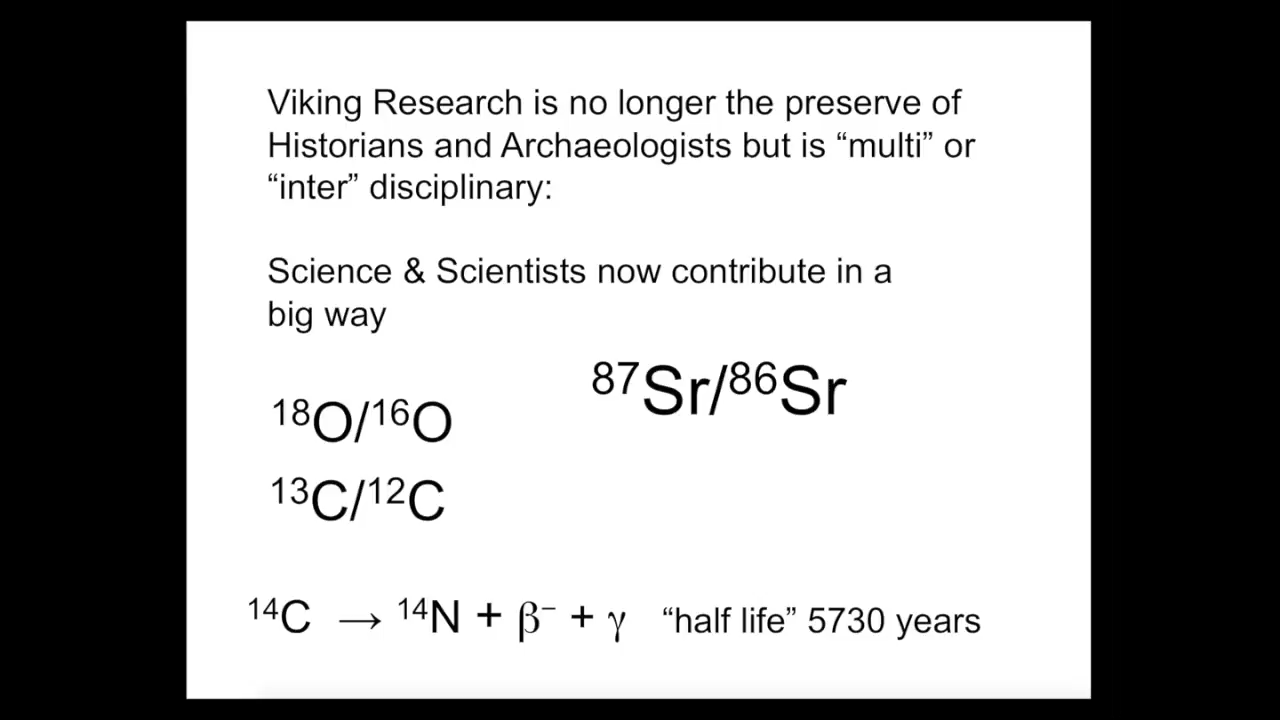 Viking Research is no longer the preserve of
Historians and Archaeologists but is “multi” or
“inter” disciplinary:
Science & Scientists now contribute in a
big way
⁸⁷Sr/⁸⁶Sr
¹⁸O/¹⁶O
¹³C/¹²C
¹⁴C → ¹⁴N + β⁻ + γ “half life” 5730 years